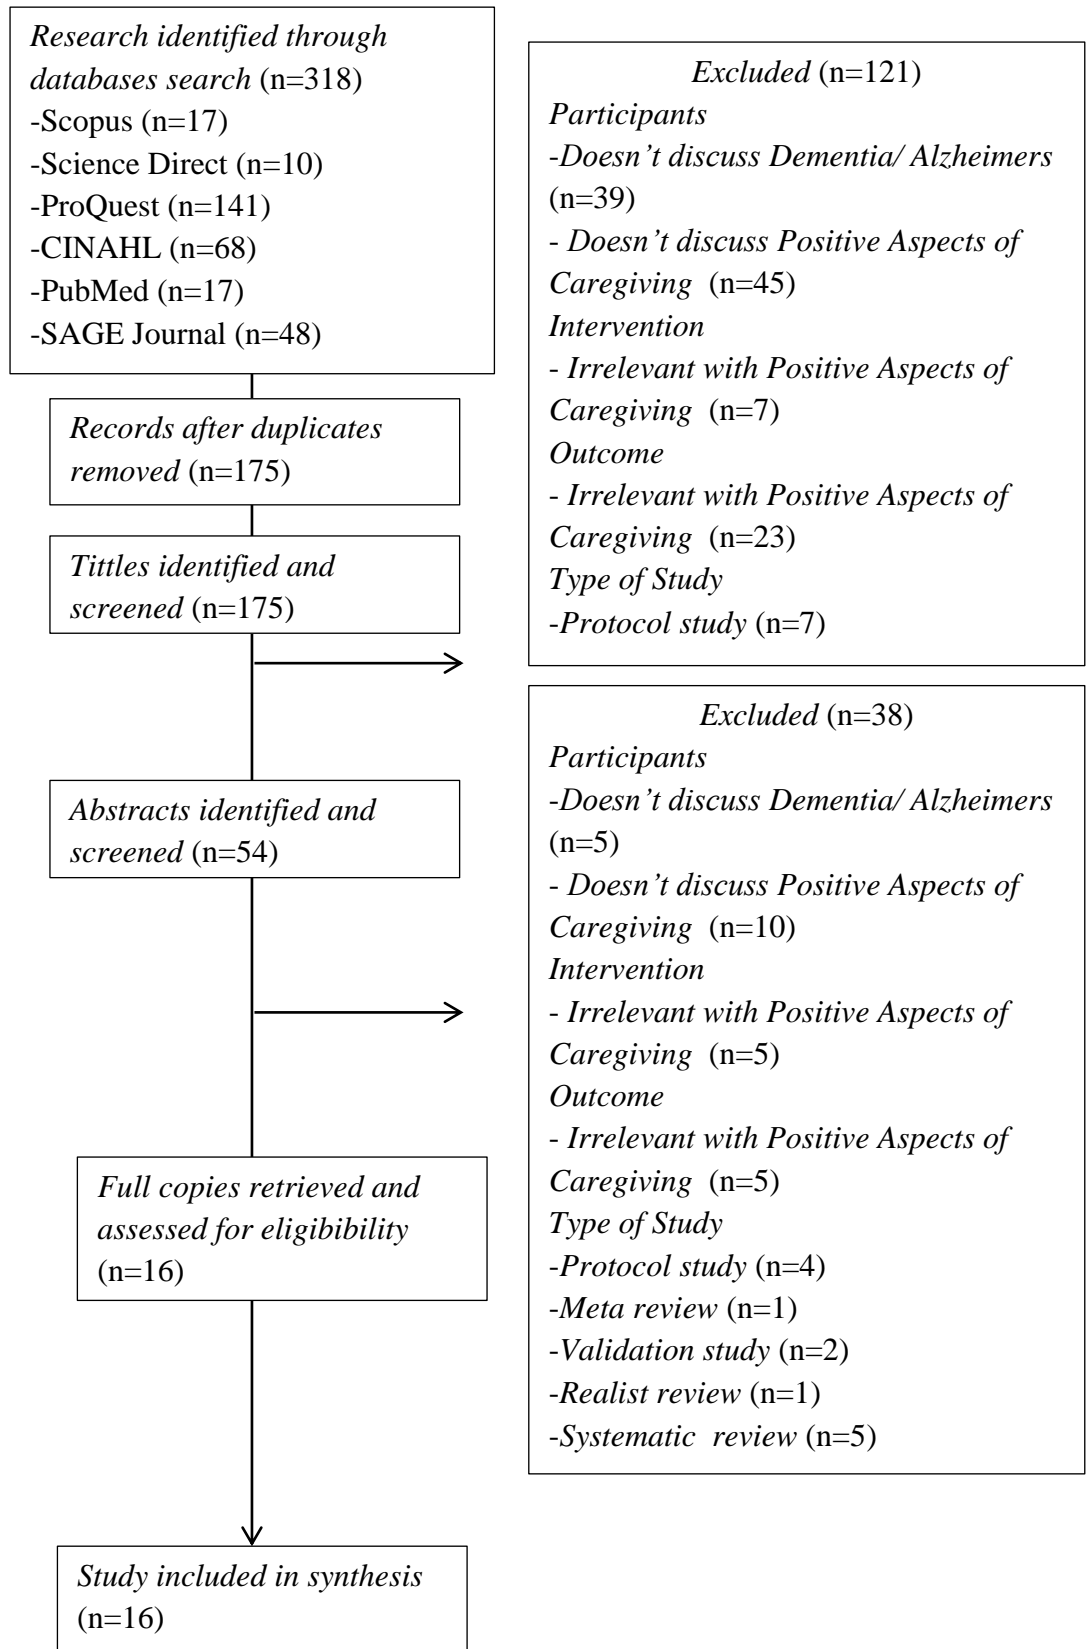 Research identified through
databases search (n=318)
-Scopus (n=17)
-Science Direct (n=10)
-ProQuest (n=141)
-CINAHL (n=68)
-PubMed (n=17)
-SAGE Journal (n=48)
Records after duplicates
removed (n=175)
Tittles identified and
screened (n=175)
Excluded (n=121)
Participants
-Doesn’t discuss Dementia/ Alzheimers
(n=39)
- Doesn’t discuss Positive Aspects of
Caregiving (n=45)
Intervention
- Irrelevant with Positive Aspects of
Caregiving (n=7)
Outcome
- Irrelevant with Positive Aspects of
Caregiving (n=23)
Type of Study
-Protocol study (n=7)
Abstracts identified and
screened (n=54)
Excluded (n=38)
Participants
-Doesn’t discuss Dementia/ Alzheimers
(n=5)
- Doesn’t discuss Positive Aspects of
Caregiving (n=10)
Intervention
- Irrelevant with Positive Aspects of
Caregiving (n=5)
Outcome
- Irrelevant with Positive Aspects of
Caregiving (n=5)
Type of Study
-Protocol study (n=4)
-Meta review (n=1)
-Validation study (n=2)
-Realist review (n=1)
-Systematic review (n=5)
Full copies retrieved and
assessed for eligibibility
(n=16)
Study included in synthesis
(n=16)